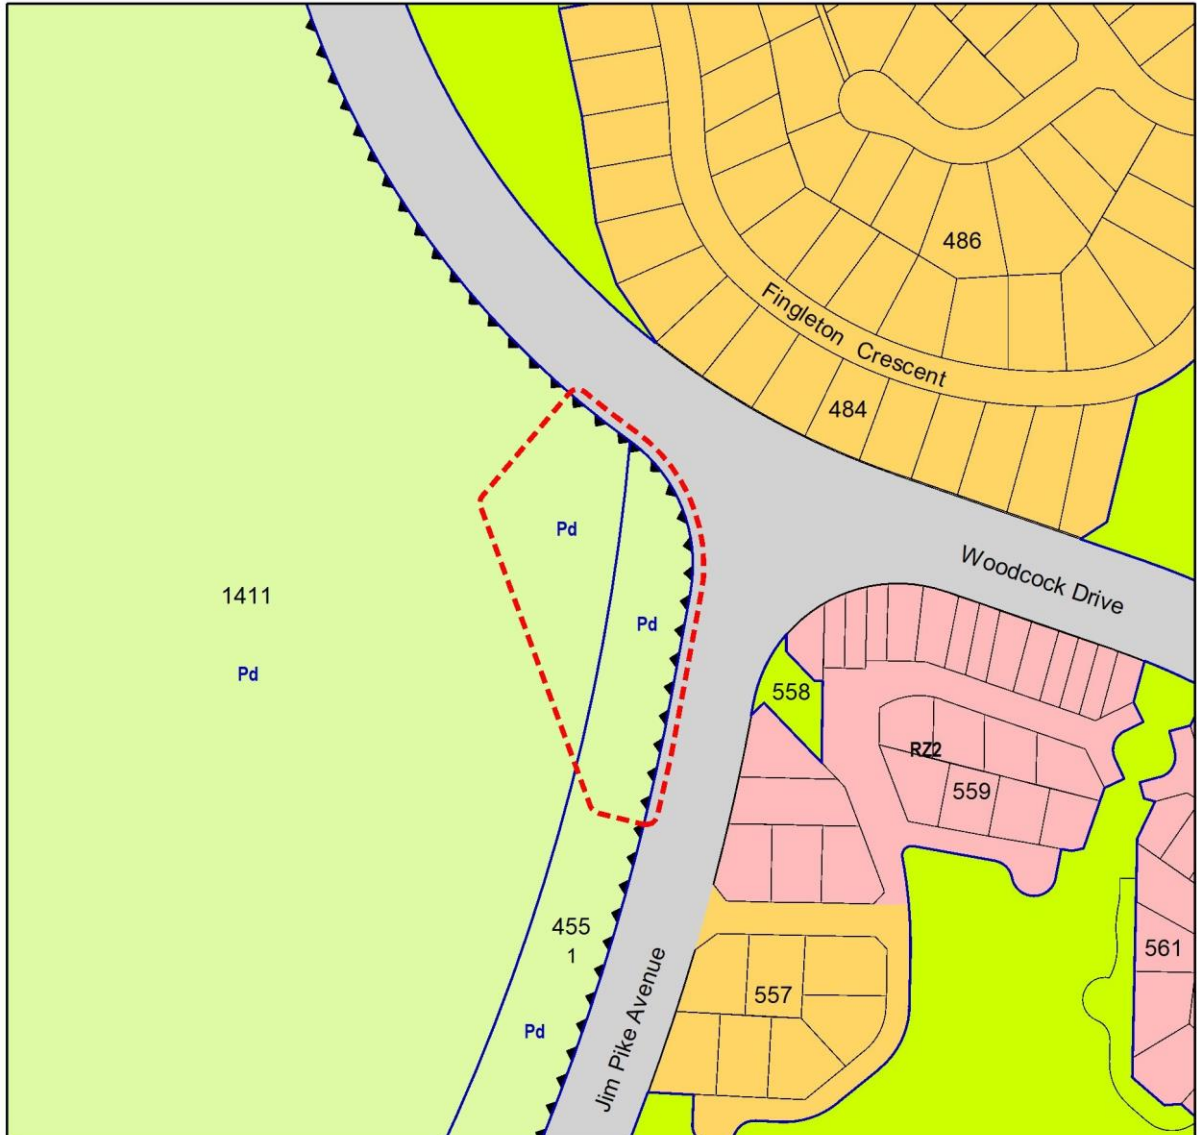 486
Fingleton Crescent
484
Pd
Woodcock Drive
1411
Pd
Pd
558
RZ2
559
455
1
561
557
Pd
Jim Pike Avenue